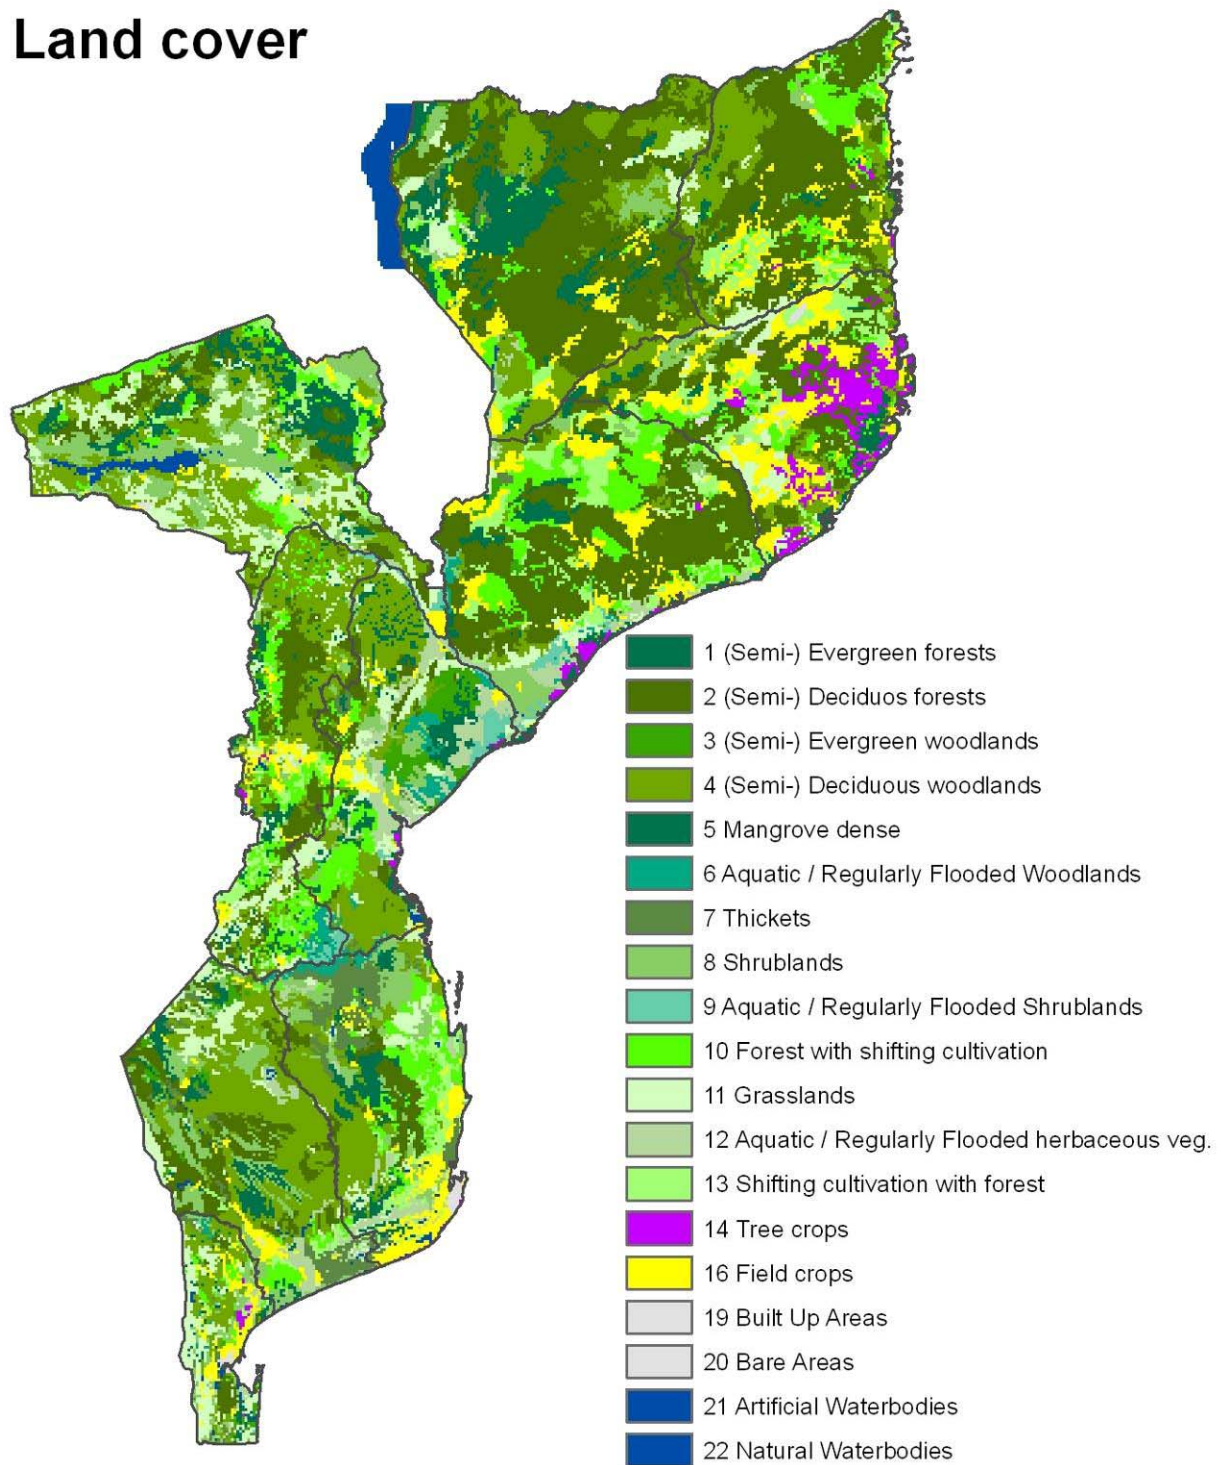 Land cover
1 (Semi-) Evergreen forests
2 (Semi-) Deciduos forests
3 (Semi-) Evergreen woodlands
4 (Semi-) Deciduous woodlands
5 Mangrove dense
6 Aquatic / Regularly Flooded Woodlands
7 Thickets
8 Shrublands
9 Aquatic / Regularly Flooded Shrublands
10 Forest with shifting cultivation
11 Grasslands
12 Aquatic / Regularly Flooded herbaceous veg.
13 Shifting cultivation with forest
14 Tree crops
16 Field crops
19 Built Up Areas
20 Bare Areas
21 Artificial Waterbodies
22 Natural Waterbodies